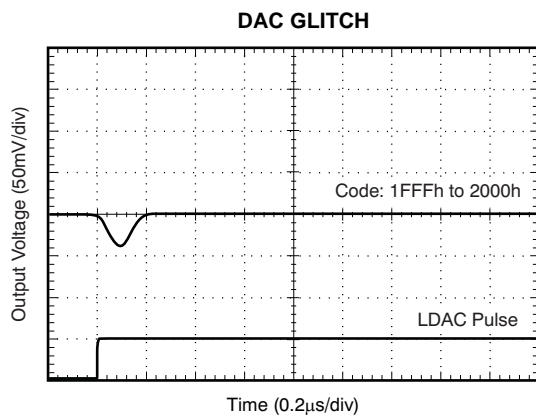 DAC GLITCH
Output Voltage (50mV/div)
Code: 1FFFh to 2000h
LDAC Pulse
Time (0.2µs/div)